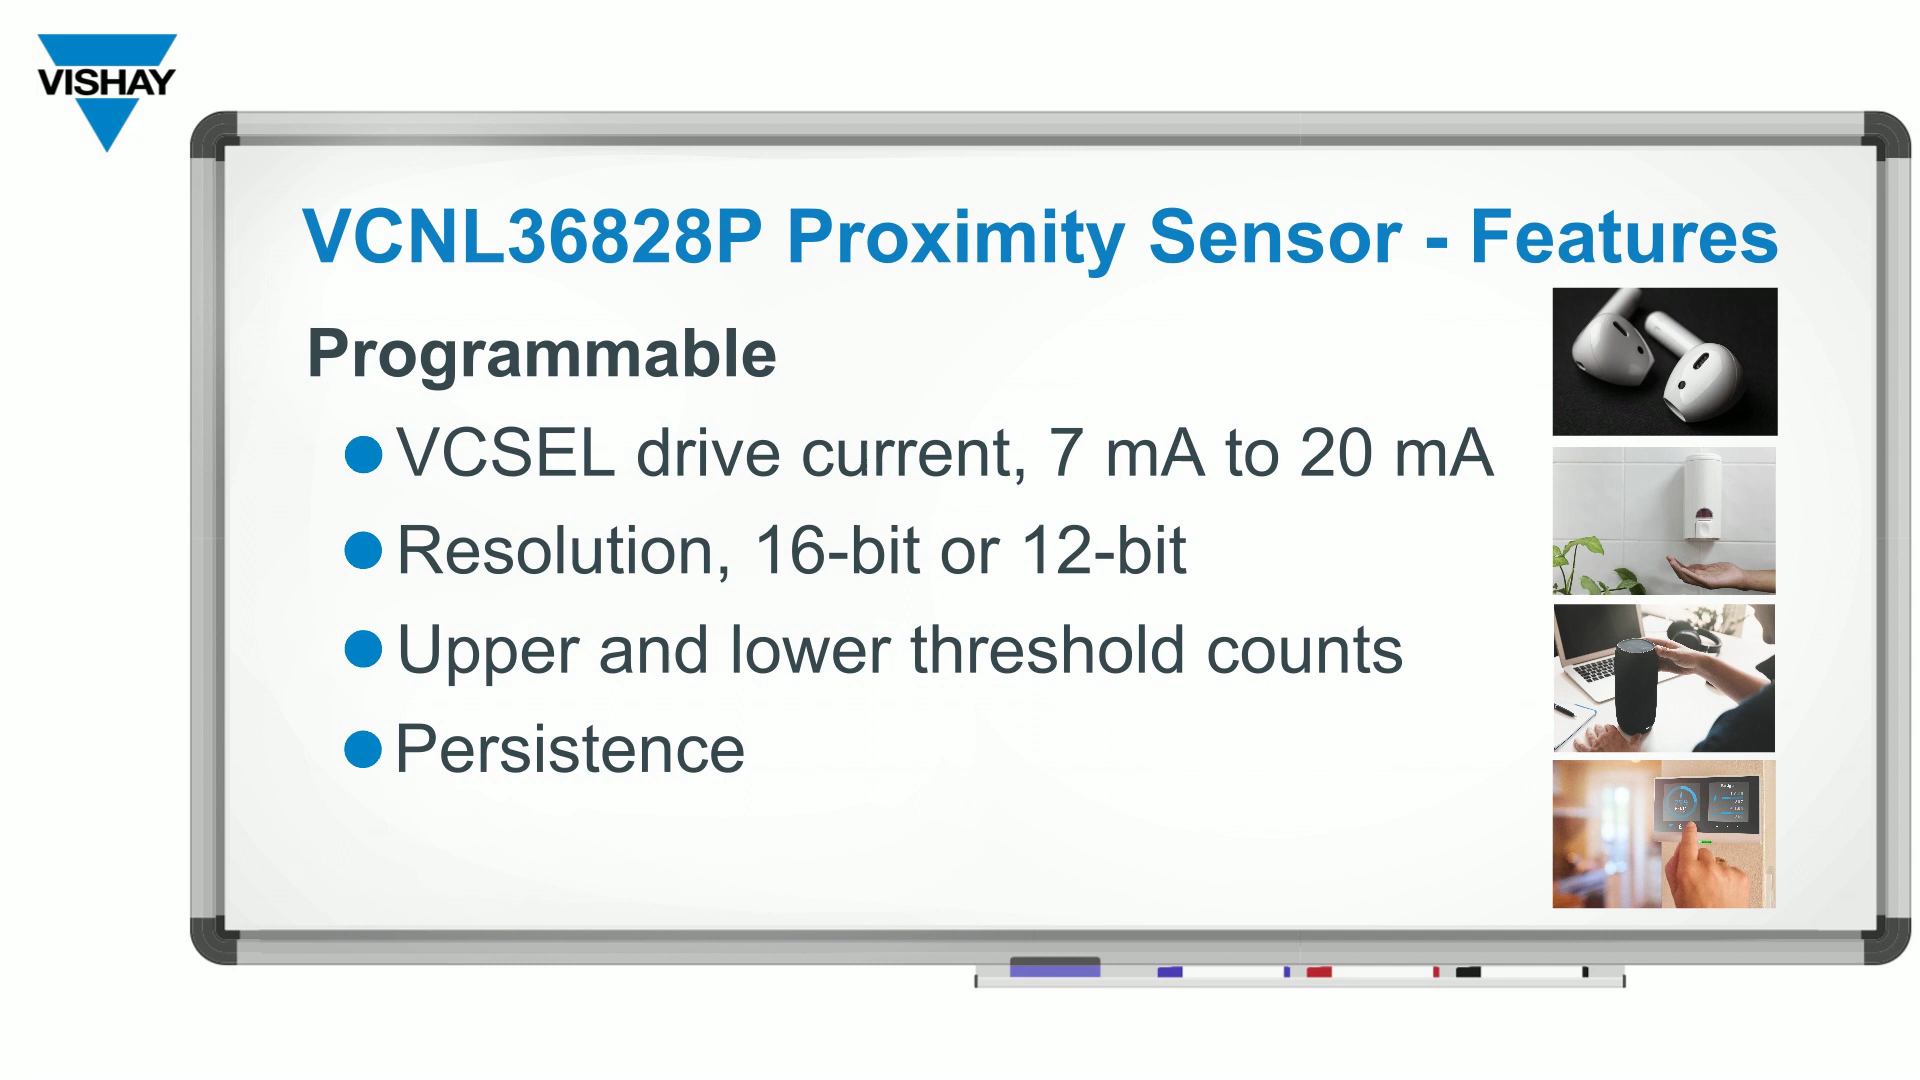 VISHAY
VCNL36828P Proximity Sensor - Features
Programmable
VCSEL drive current, 7 mA to 20 mA
Resolution, 16-bit or 12-bit
Upper and lower threshold counts
Persistence